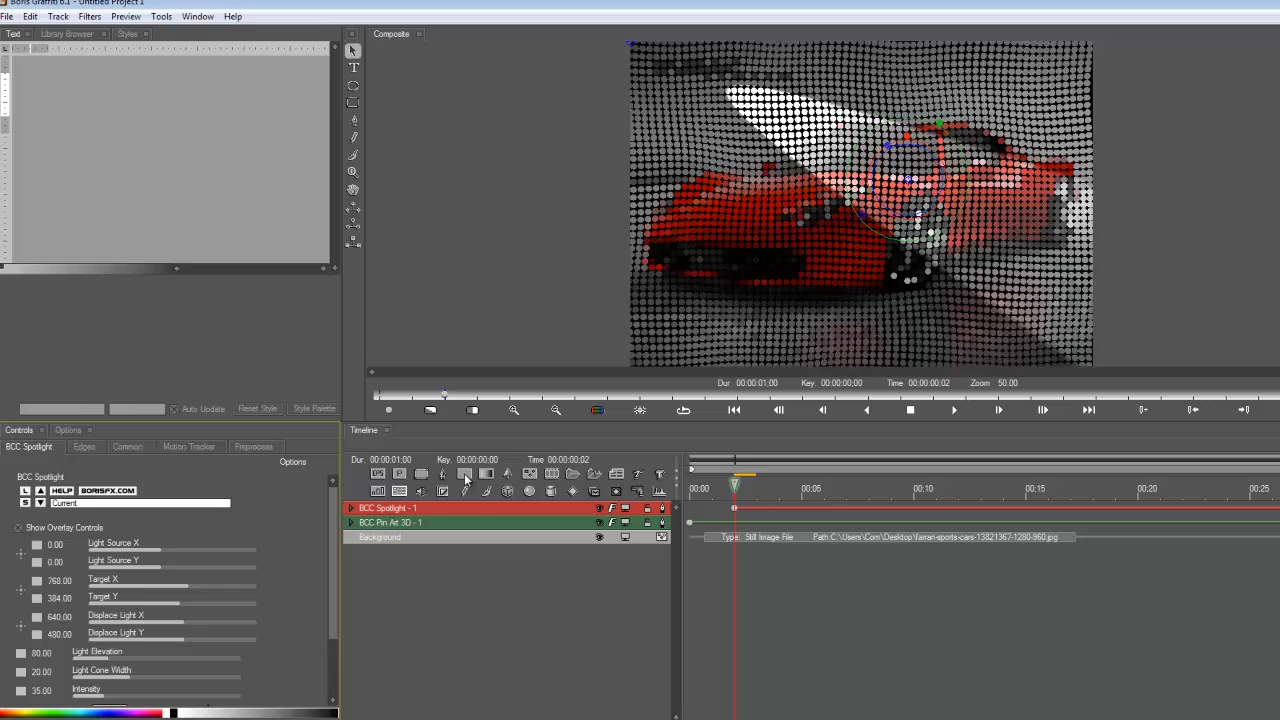 Boris Graffiti 6.1 - Untitled Project 1
File Edit Track Filters Preview Tools Window Help
Text Library Browser Styles
Composite
Dur 00:00:01;00 Key. 00:00:00;00 Time 00:00:00;02 Zoom 50.00
Auto Update Reset Style Style Palette
Controls Options
BCC Spotlight Edges Common Motion Tracker Preprocess
Options
BCC Spotlight
L HELP BORISFX.COM
S Current
Show Overlay Controls
0.00 Light Source X
0.00 Light Source Y
768.00 Target X
384.00 Target Y
640.00 Displace Light X
480.00 Displace Light Y
80.00 Light Elevation
20.00 Light Cone Width
35.00 Intensity
Timeline
Dur. 00:00:01;00 Key. 00:00:00;00 Time 00:00:00;02
00:00 00:05 00:10 00:15 00:20 00:25
BCC Spotlight - 1
BCC Pin Art 3D - 1
Background
Type: Still Image File Path C:\Users\Com\Desktop\farrari-sports-cars-13821367-1280-960.jpg